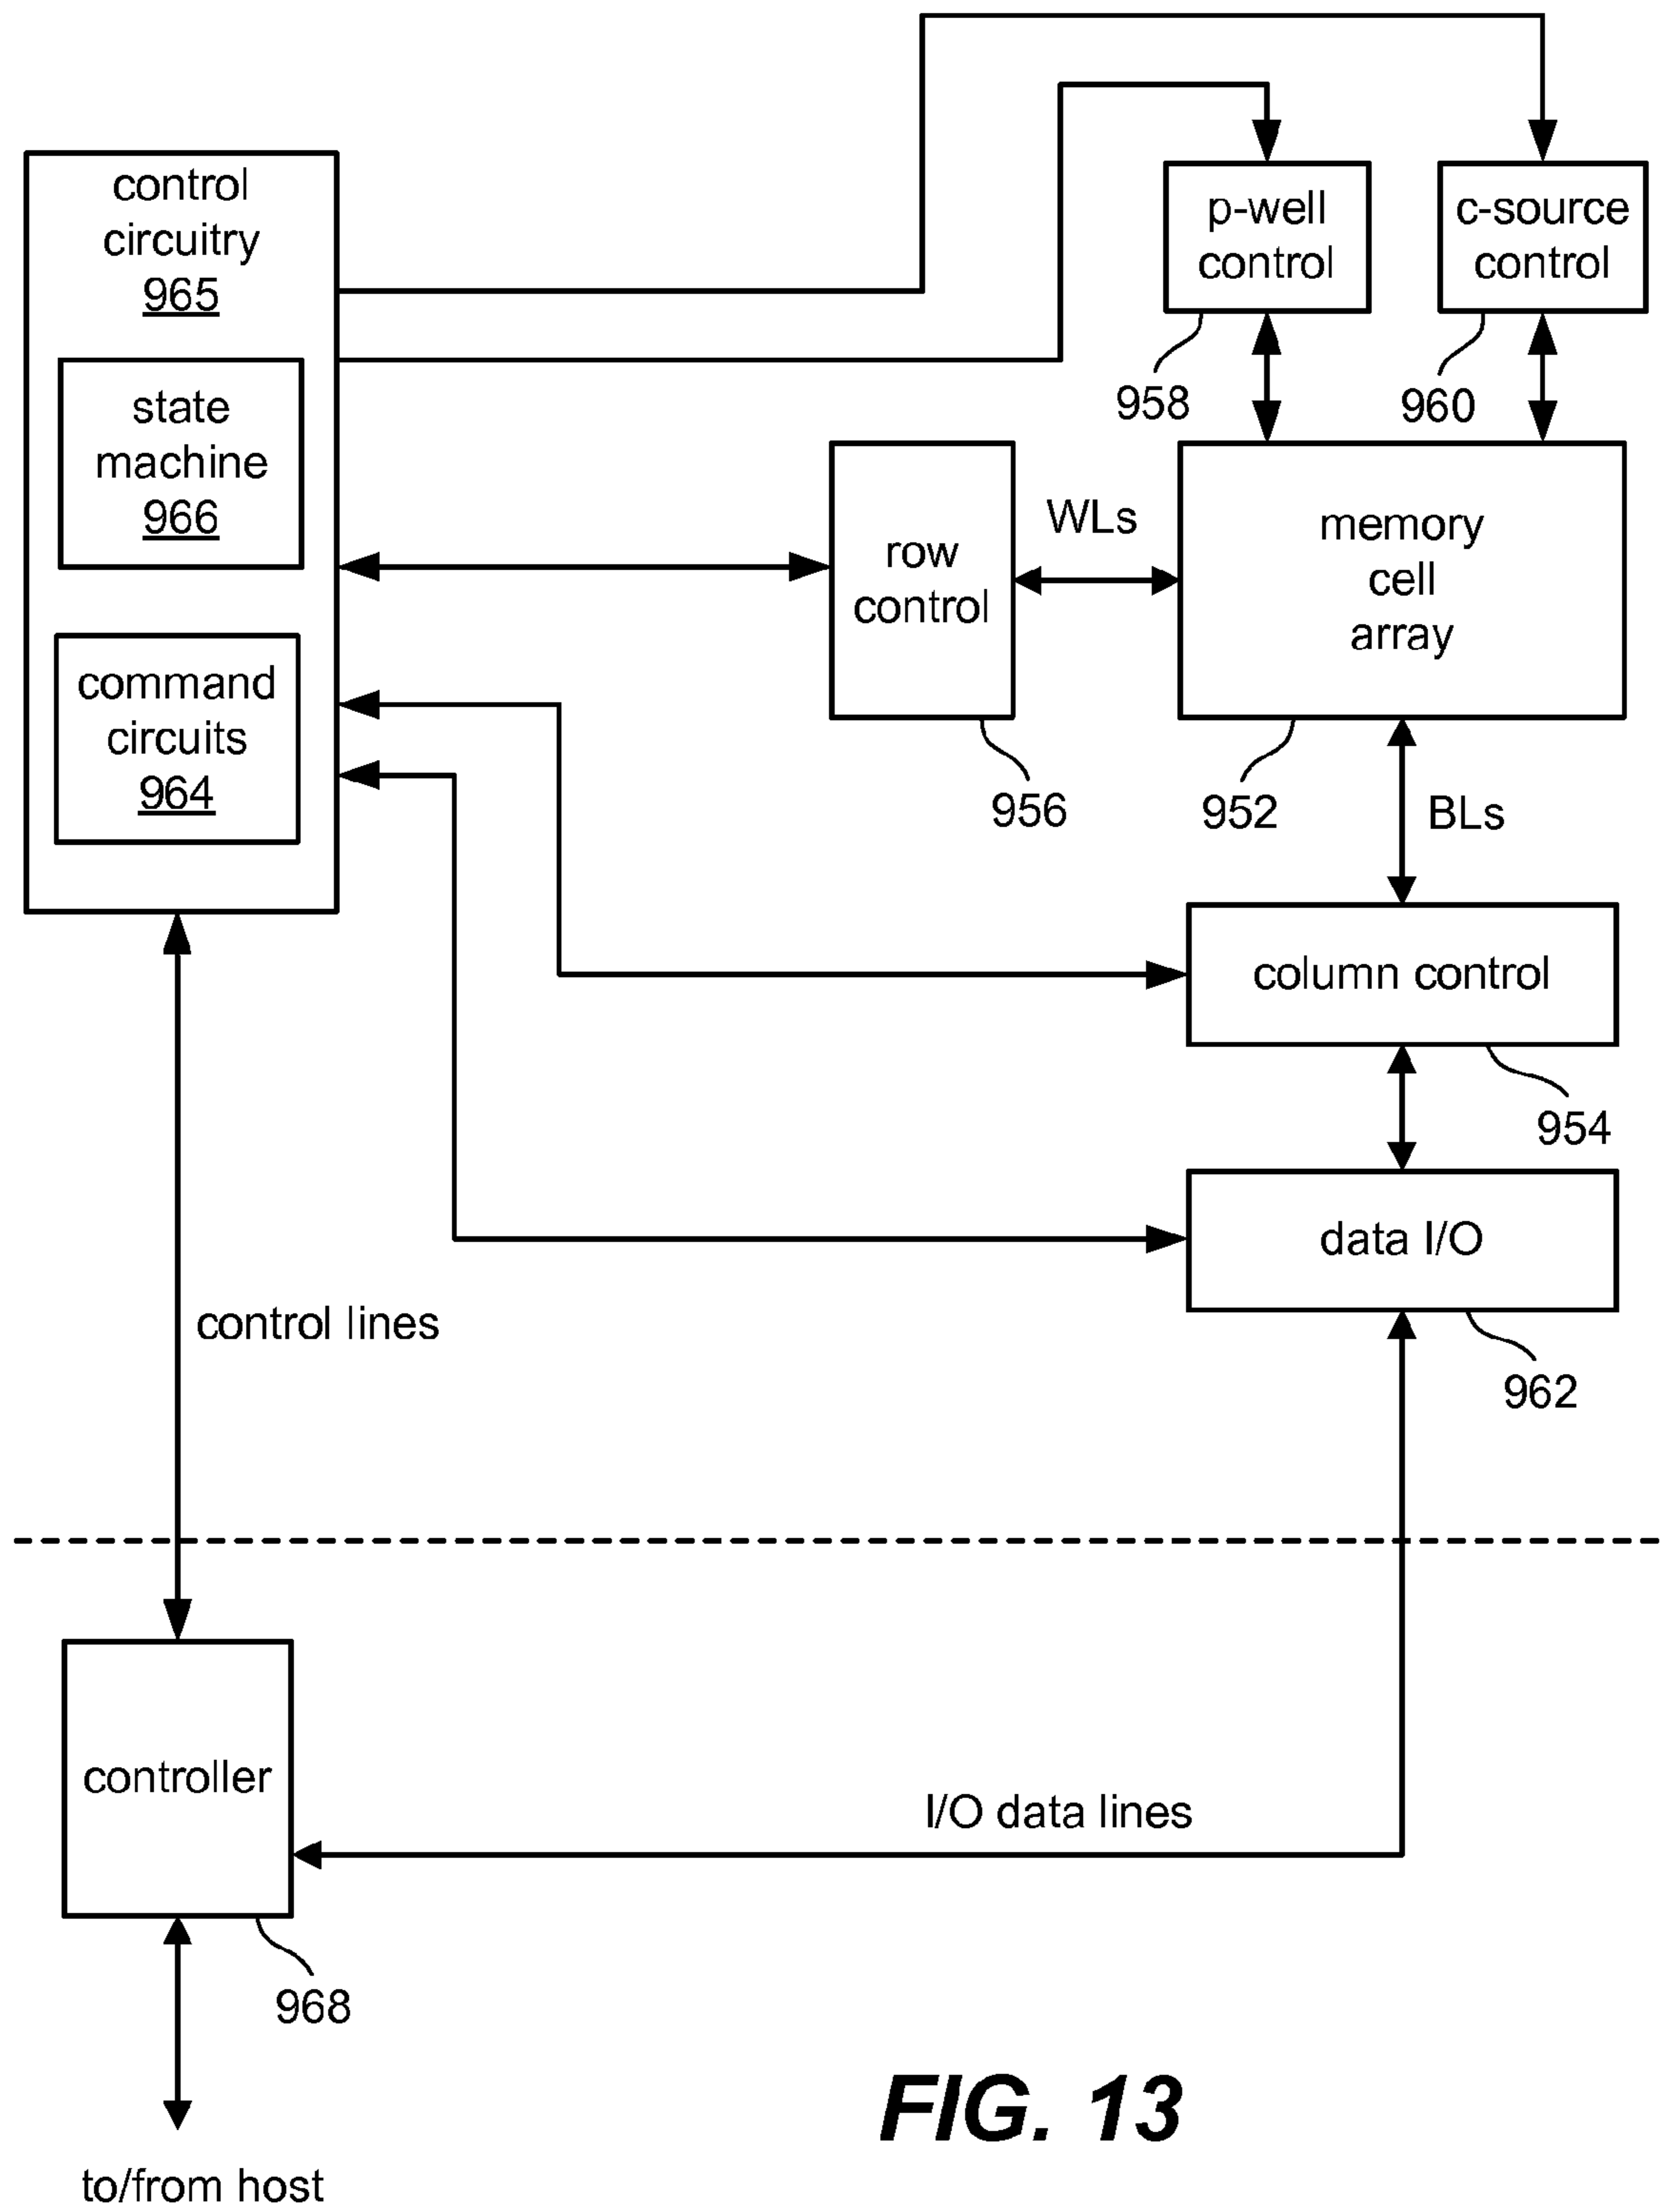 control
circuitry
965
state
machine
966
command
circuits
964
p-well
control
958
c-source
control
960
row
control
956
WLs
memory
cell
array
952
BLs
column control
954
data I/O
962
control lines
controller
968
I/O data lines
to/from host
FIG. 13